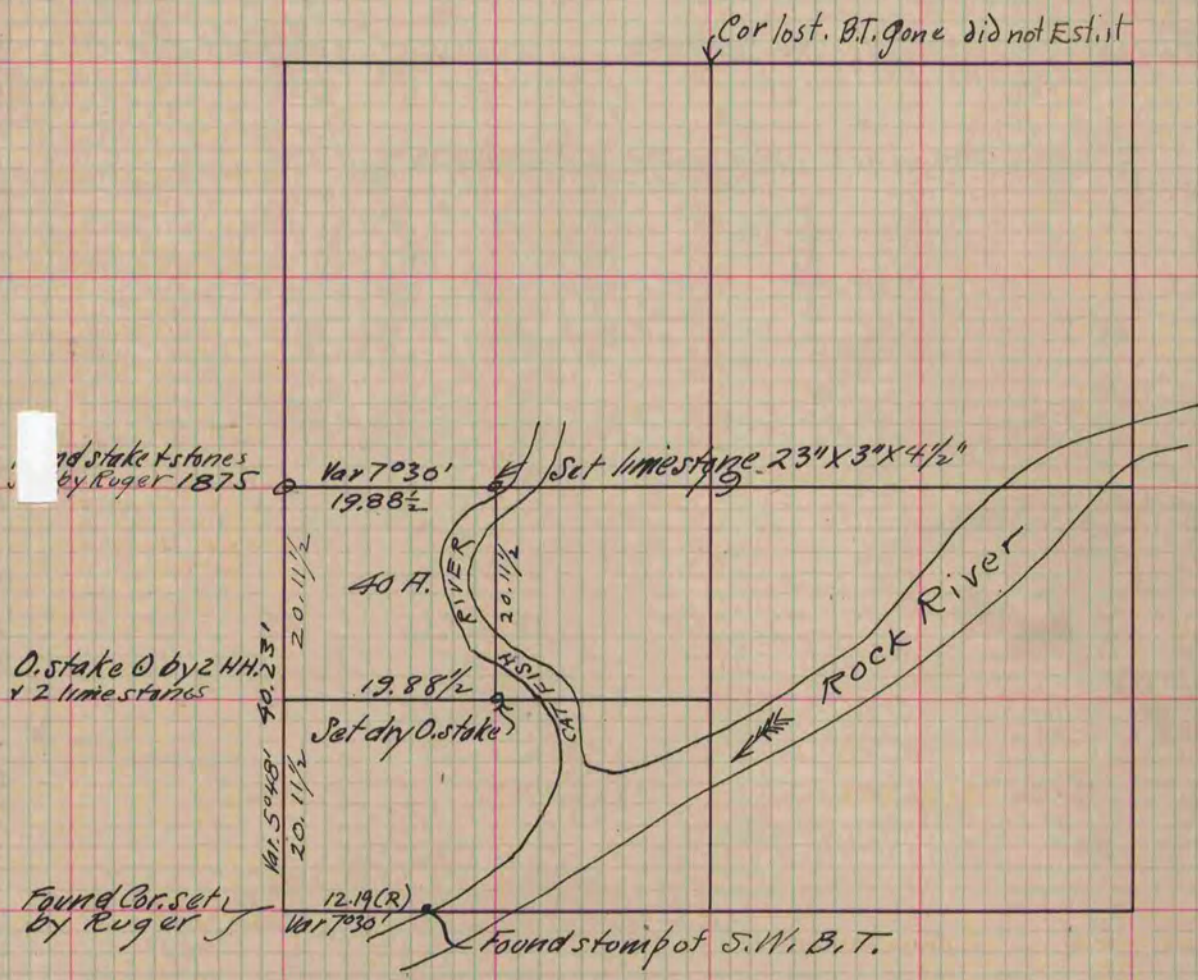 Cor lost. B.T. gone did not Est. it
stake & stones
by Ruger 1875
Var 7°30'
19.88½
Set limestone 23"X3"X4½"
9
20.11½
40 A.
RIVER
20.11½
Rock River
O. stake ⊙ by 2 HH.
& 2 limestones
40.23'
19.88½
CAT FISH
Set dry O. stake
Var. 5°48'
20.11½
Found Cor. set
by Ruger
12.19(R)
Var 7°30'
Found stump of S.W. B.T.